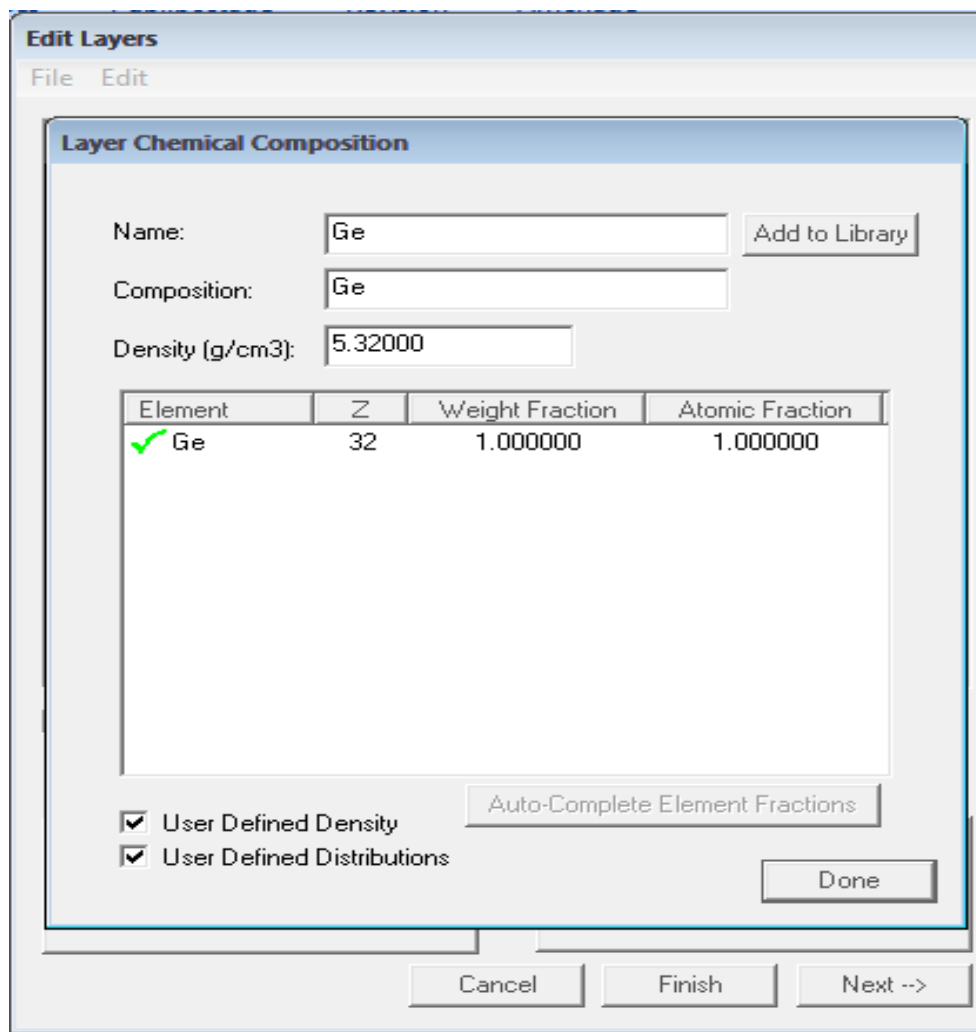 Edit Layers
File Edit
Layer Chemical Composition
Name: Ge Add to Library
Composition: Ge
Density (g/cm3): 5.32000
Element Z Weight Fraction Atomic Fraction
Ge 32 1.000000 1.000000
Auto-Complete Element Fractions
User Defined Density
User Defined Distributions
Done
Cancel Finish Next -->